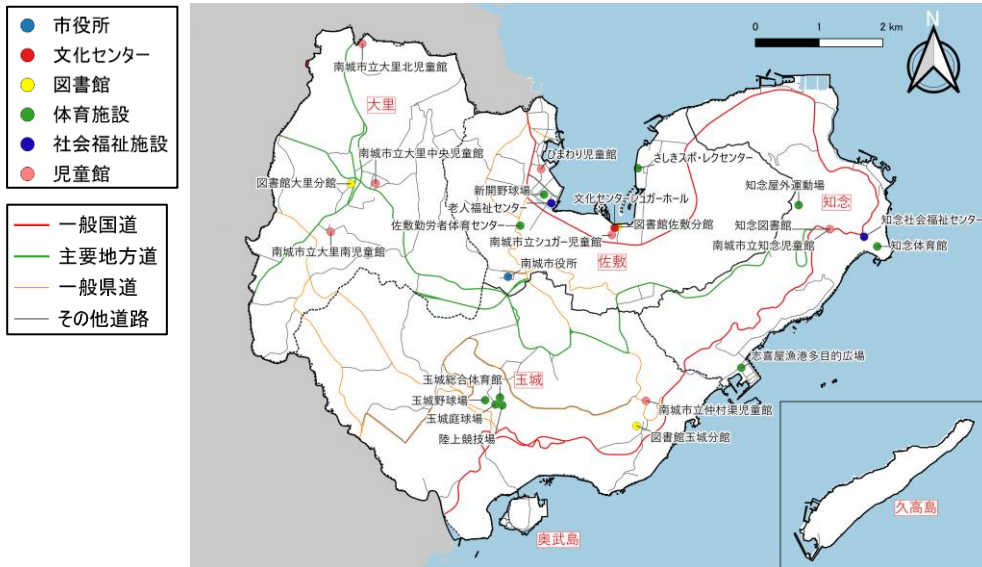 市役所
文化センター
図書館
体育施設
社会福祉施設
児童館
一般国道
主要地方道
一般県道
その他道路
0 1 2 km
N
南城市立大里北児童館
大里
南城市立大里中央児童館
図書館大里分館
南城市立大里南児童館
ひまわり児童館
新開野球場
老人福祉センター
佐敷勤労者体育センター
さしきスポ・レクセンター
文化センターシュガーホール
図書館佐敷分館
南城市立シュガー児童館
佐敷
南城市役所
知念屋外運動場
知念
知念社会福祉センター
知念図書館
南城市立知念児童館
知念体育館
志喜屋漁港多目的広場
玉城総合体育館
玉城
玉城野球場
玉城庭球場
陸上競技場
南城市立仲村渠児童館
図書館玉城分館
奥武島
久高島